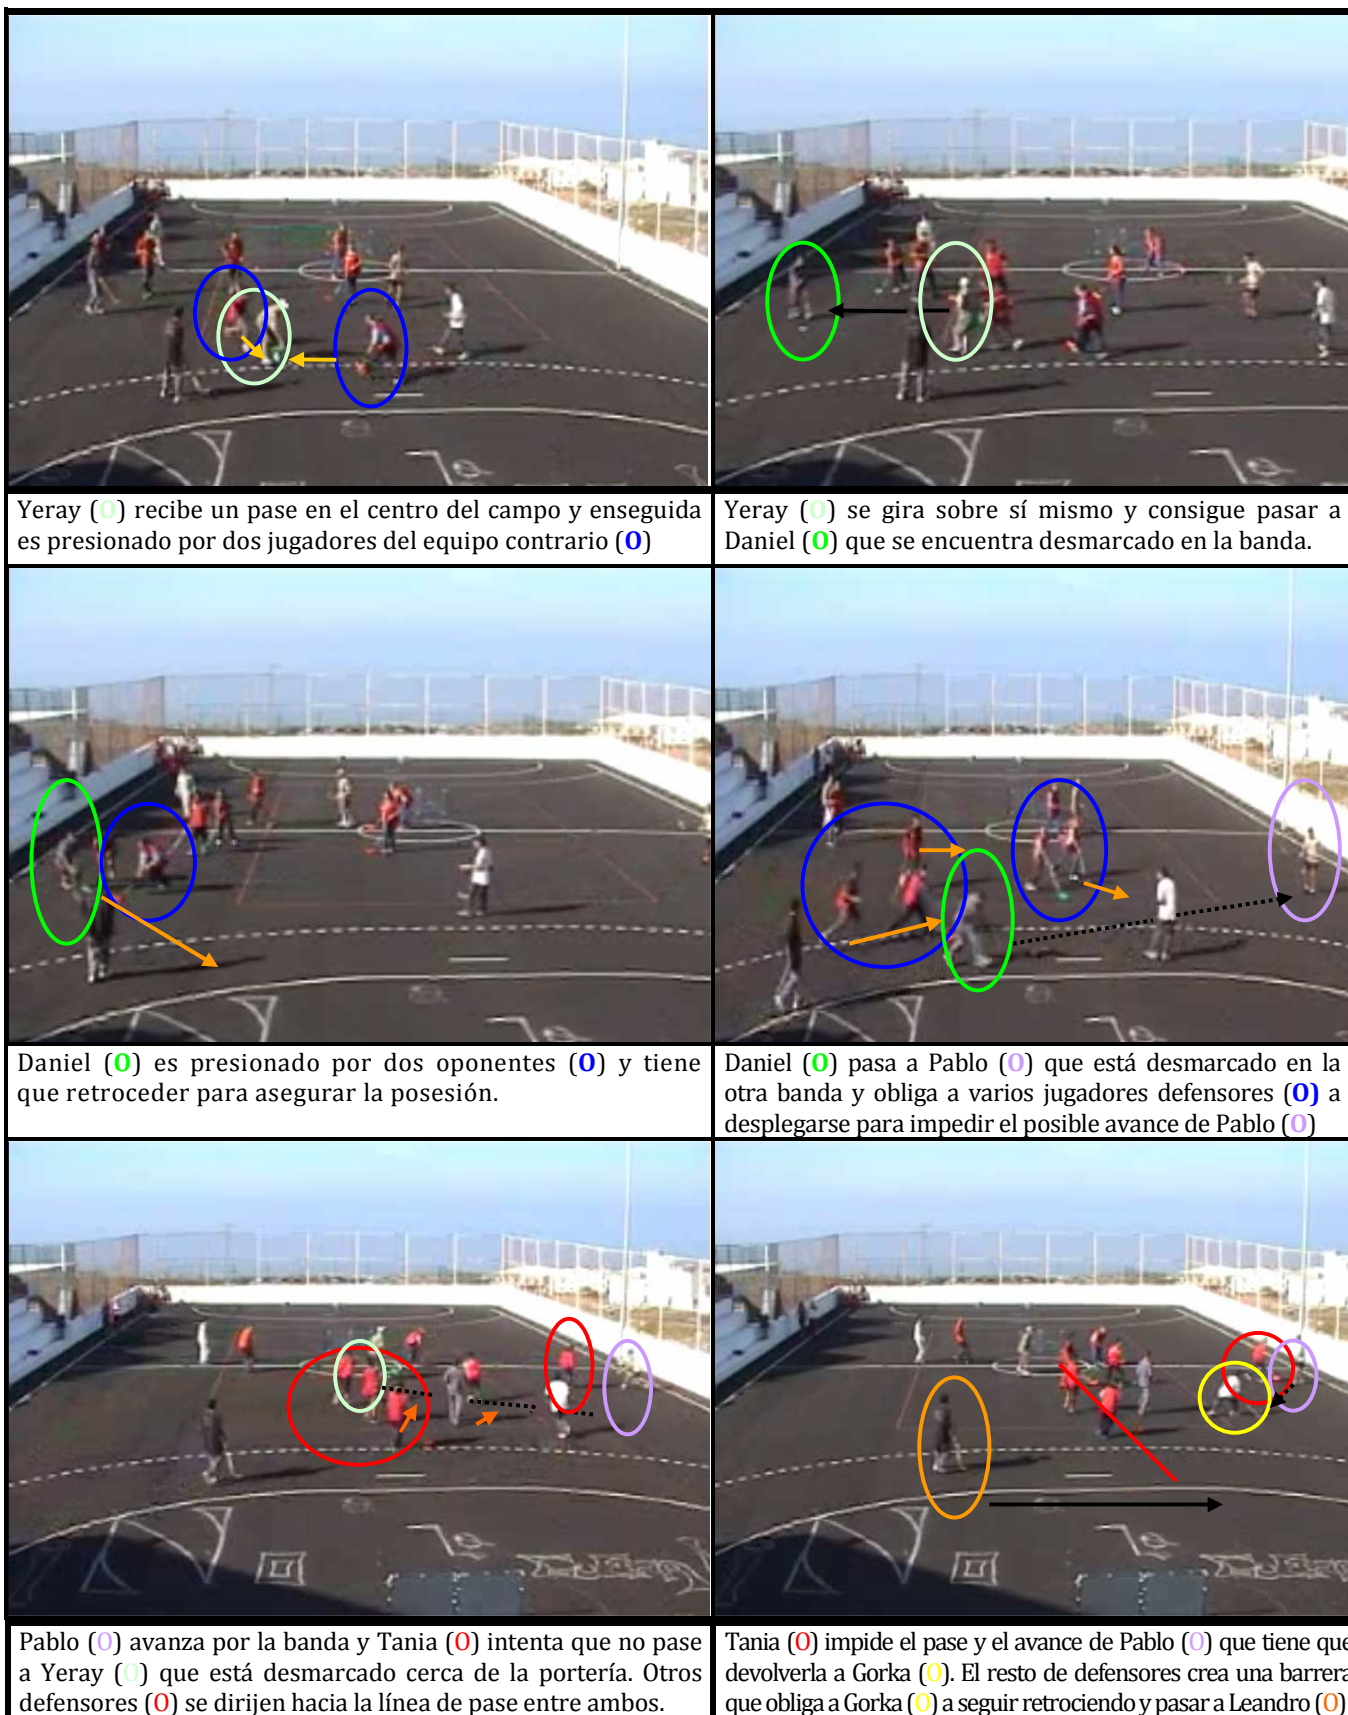 Yeray (O) recibe un pase en el centro del campo y enseguida
es presionado por dos jugadores del equipo contrario (O)
Yeray (O) se gira sobre sí mismo y consigue pasar a
Daniel (O) que se encuentra desmarcado en la banda.
Daniel (O) es presionado por dos oponentes (O) y tiene
que retroceder para asegurar la posesión.
Daniel (O) pasa a Pablo (O) que está desmarcado en la
otra banda y obliga a varios jugadores defensores (O) a
desplegarse para impedir el posible avance de Pablo (O)
Pablo (O) avanza por la banda y Tania (O) intenta que no pase
a Yeray (O) que está desmarcado cerca de la portería. Otros
defensores (O) se dirijen hacia la línea de pase entre ambos.
Tania (O) impide el pase y el avance de Pablo (O) que tiene que
devolverla a Gorka (O). El resto de defensores crea una barrera
que obliga a Gorka (O) a seguir retrociendo y pasar a Leandro (O)